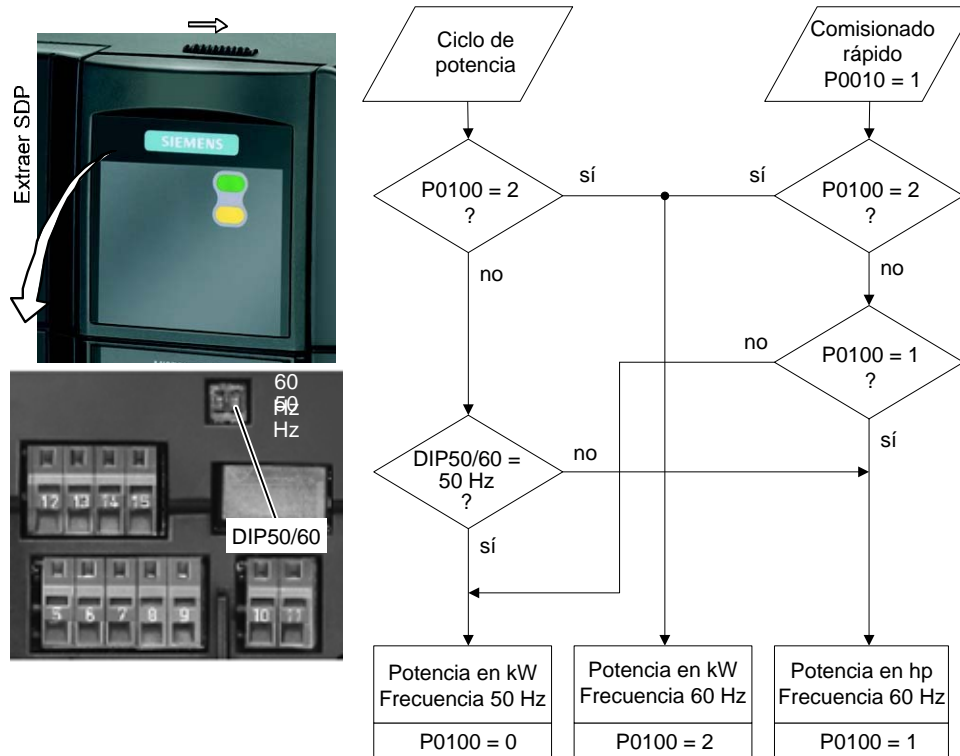 Extraer SDP
SIEMENS
60
Hz
50
Hz
12 13 14 15
DIP50/60
5 6 7 8 9
10 11
Ciclo de
potencia
Comisionado
rápido
P0010 = 1
P0100 = 2
?
sí
sí
P0100 = 2
?
no
no
no
P0100 = 1
?
sí
DIP50/60 =
50 Hz
?
no
sí
Potencia en kW
Frecuencia 50 Hz
P0100 = 0
Potencia en kW
Frecuencia 60 Hz
P0100 = 2
Potencia en hp
Frecuencia 60 Hz
P0100 = 1